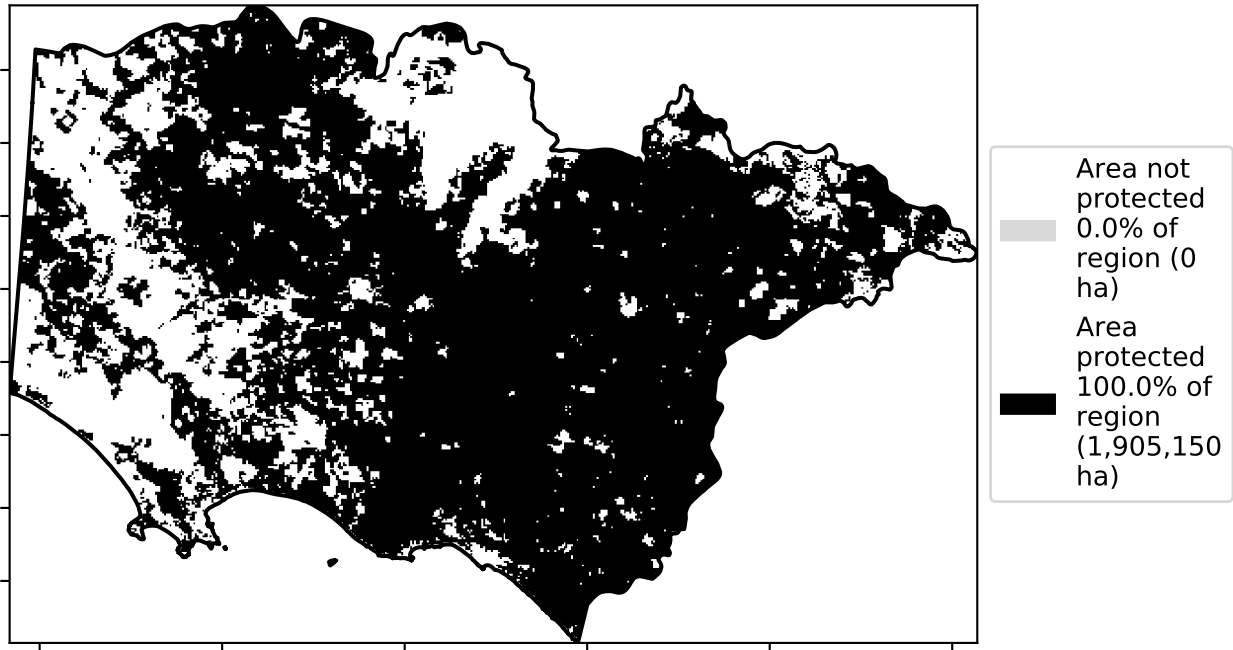 Area not
protected
0.0% of
region (0
ha)
Area
protected
100.0% of
region
(1,905,150
ha)